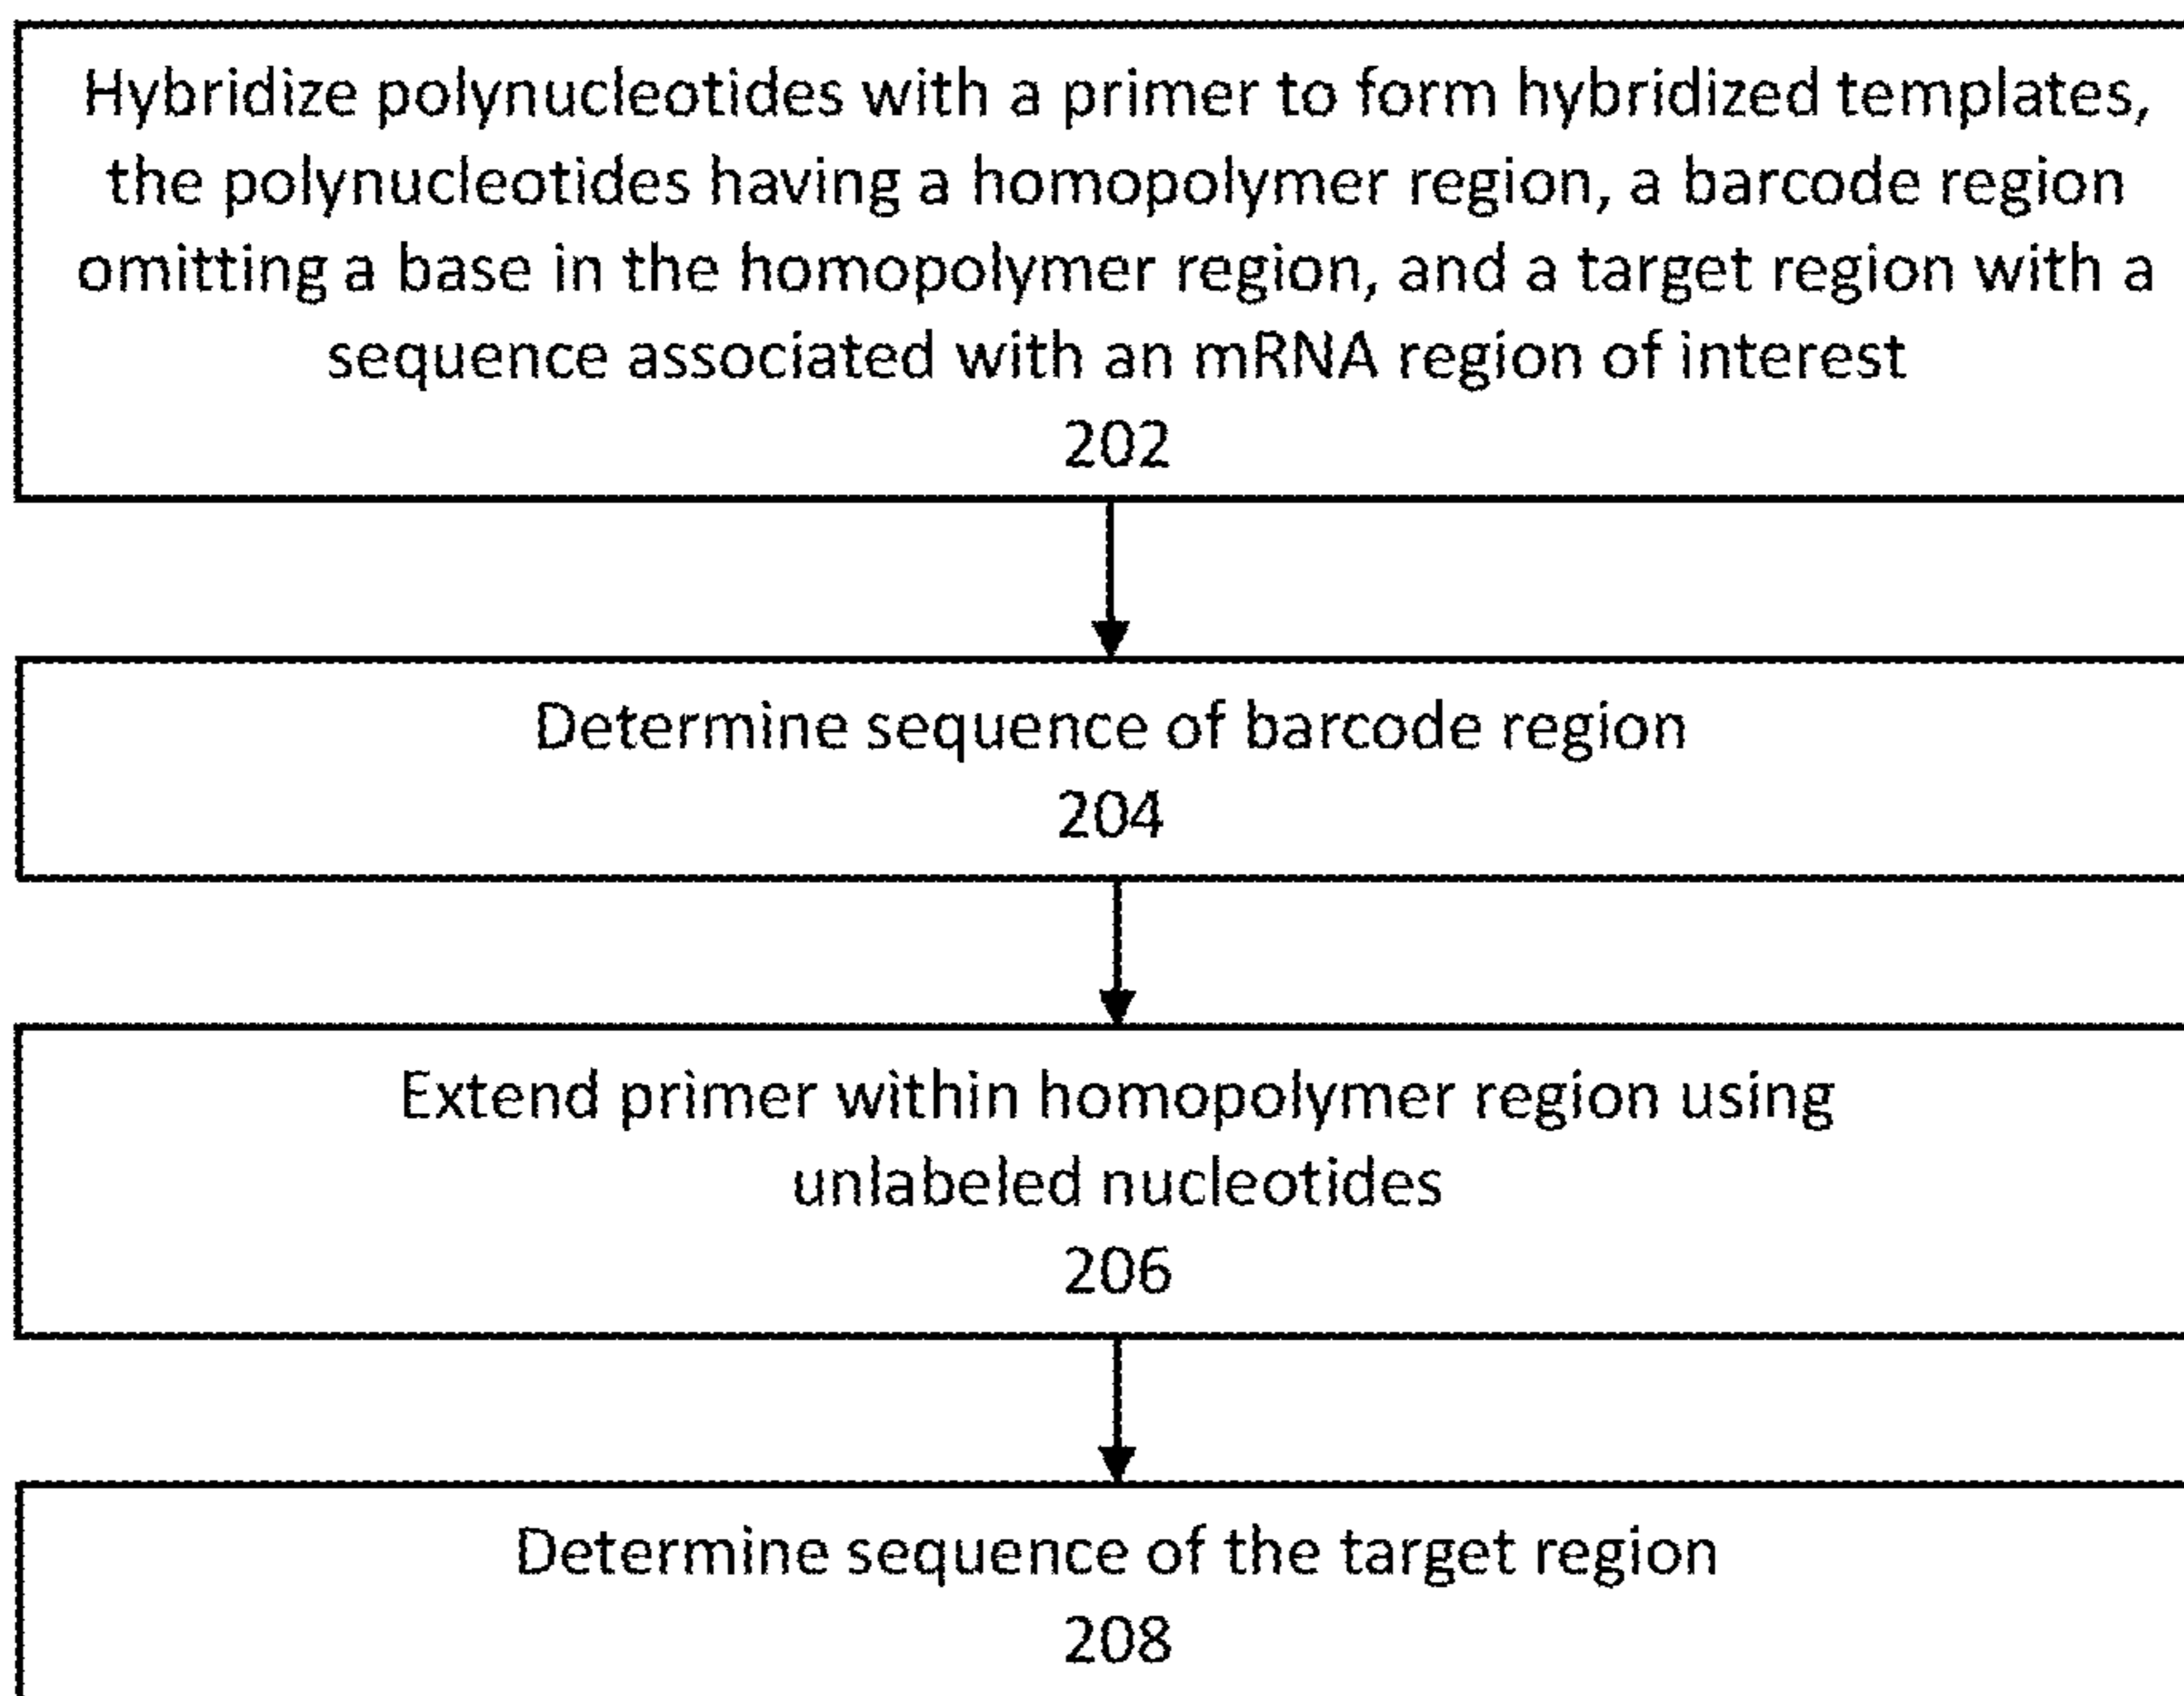 Hybridize polynucleotides with a primer to form hybridized templates,
the polynucleotides having a homopolymer region, a barcode region
omitting a base in the homopolymer region, and a target region with a
sequence associated with an mRNA region of interest
202
Determine sequence of barcode region
204
Extend primer within homopolymer region using
unlabeled nucleotides
206
Determine sequence of the target region
208